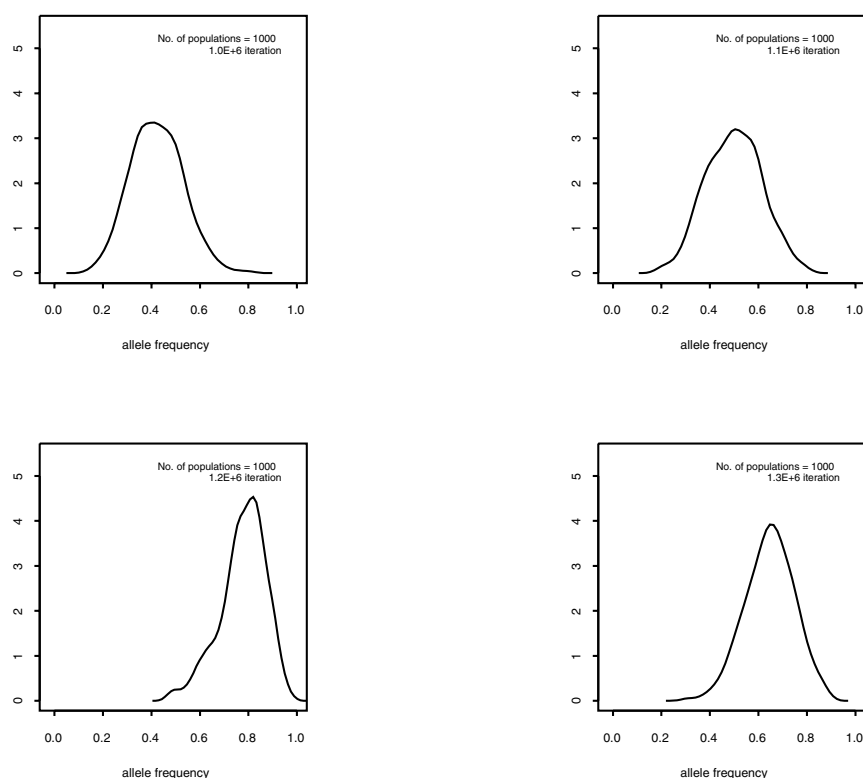 No. of populations = 1000
1.0E+6 iteration
5
4
3
2
1
0
0.0 0.2 0.4 0.6 0.8 1.0
allele frequency
No. of populations = 1000
1.1E+6 iteration
5
4
3
2
1
0
0.0 0.2 0.4 0.6 0.8 1.0
allele frequency
No. of populations = 1000
1.2E+6 iteration
5
4
3
2
1
0
0.0 0.2 0.4 0.6 0.8 1.0
allele frequency
No. of populations = 1000
1.3E+6 iteration
5
4
3
2
1
0
0.0 0.2 0.4 0.6 0.8 1.0
allele frequency